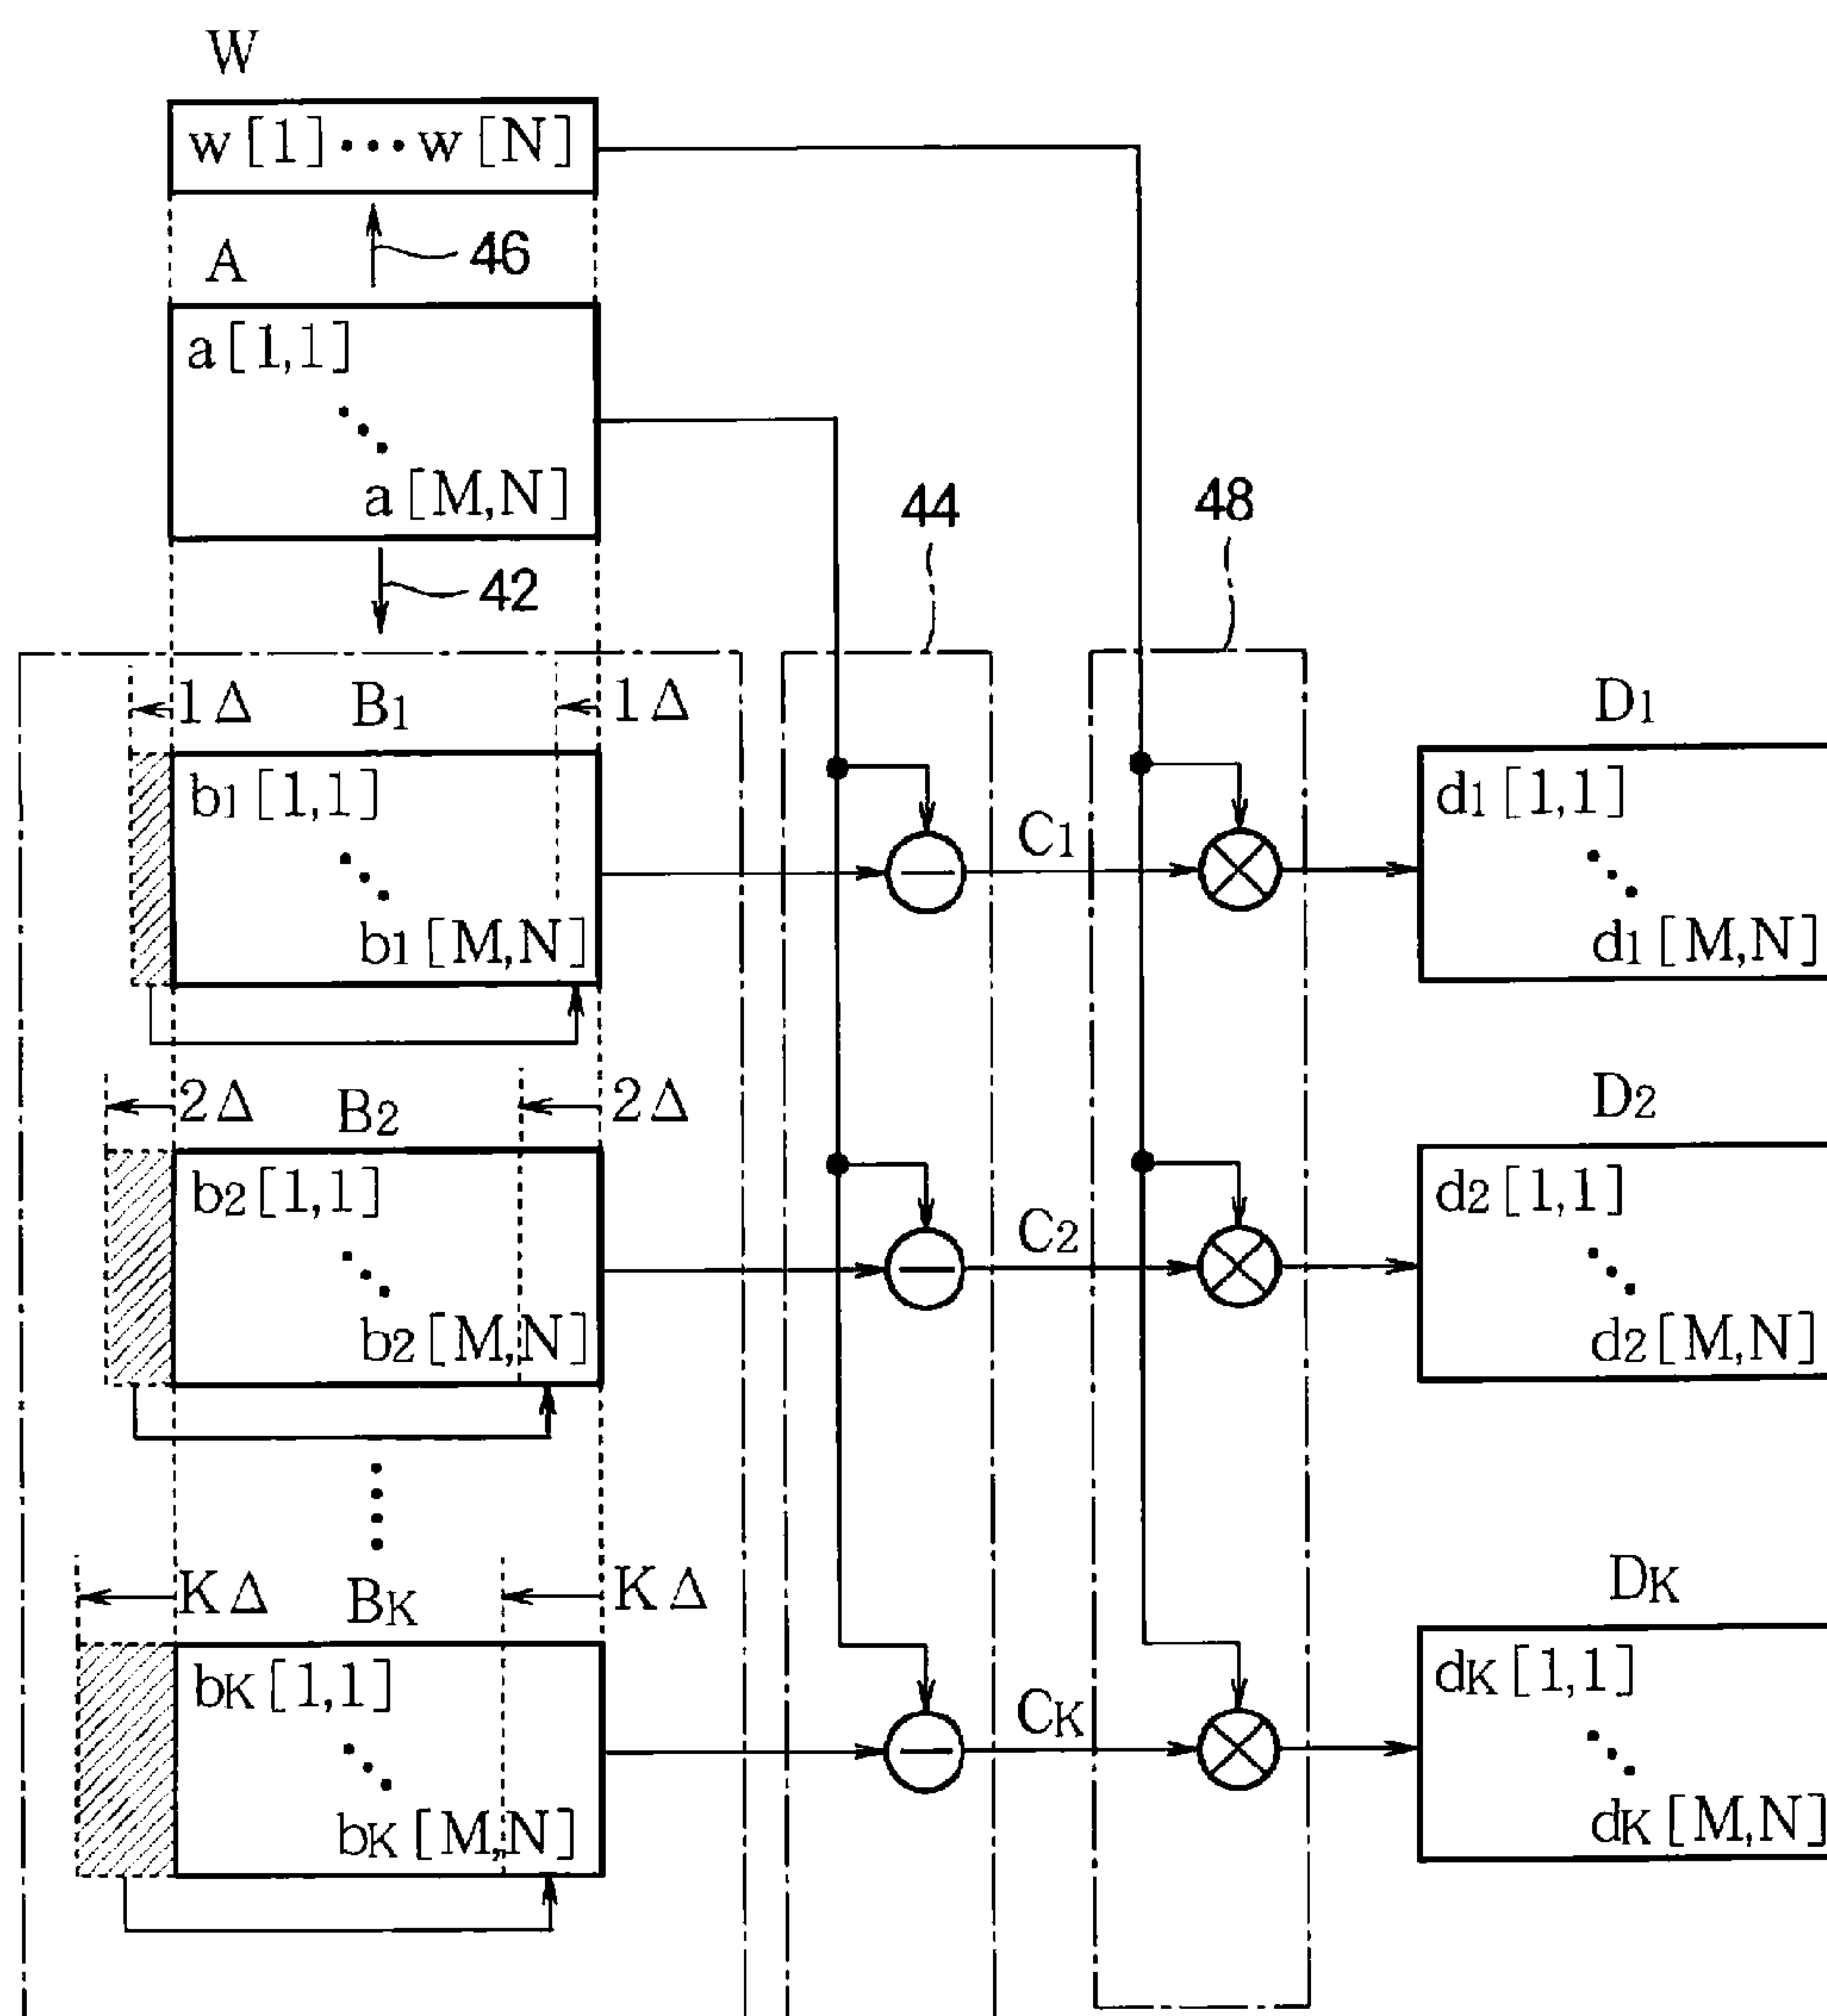 W
w[1]•••w[N]
46
A
a[1,1]
a[M,N]
42
44
48
1Δ B1 1Δ
b1[1,1]
b1[M,N]
C1
D1
d1[1,1]
d1[M,N]
2Δ B2 2Δ
b2[1,1]
b2[M,N]
C2
D2
d2[1,1]
d2[M,N]
KΔ BK KΔ
bK[1,1]
bK[M,N]
CK
DK
dK[1,1]
dK[M,N]